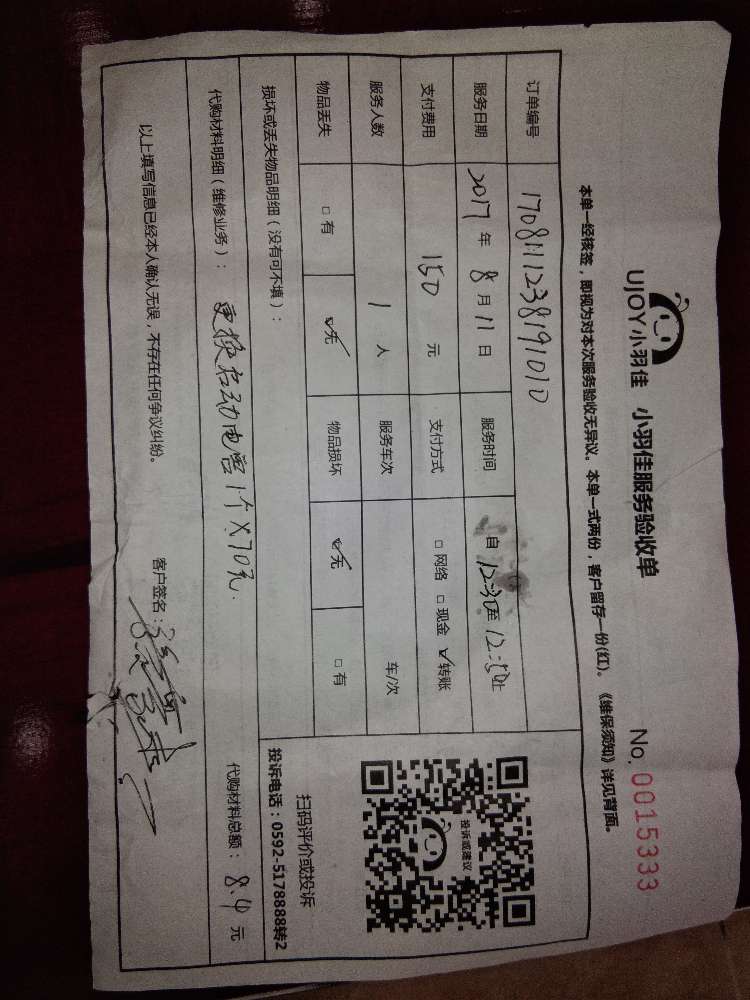 UJOY小羽佳 小羽佳服务验收单
No. 0015333
本单一经核签，即视为对本次服务验收无异议。本单一式两份，客户留存一份(红)。《维保须知》详见背面。
订单编号 1708111238191010
服务日期 2017 年 8 月 11 日 服务时间 自 12:30至 12:50止
支付费用 150 元 支付方式 □ 网络 □ 现金 ✓转账
服务人数 1 人 服务车次 车/次
物品丢失 □ 有 ☑无 物品损坏 ☑无 □ 有
损坏或丢失物品明细（没有可不填）：
投诉或建议
扫码评价或投诉
投诉电话：0592-5178888转2
代购材料明细（维修业务）： 更换启动电容1个×70元.
代购材料总额： 8.4 元
以上填写信息已经本人确认无误，不存在任何争议纠纷。
客户签名：